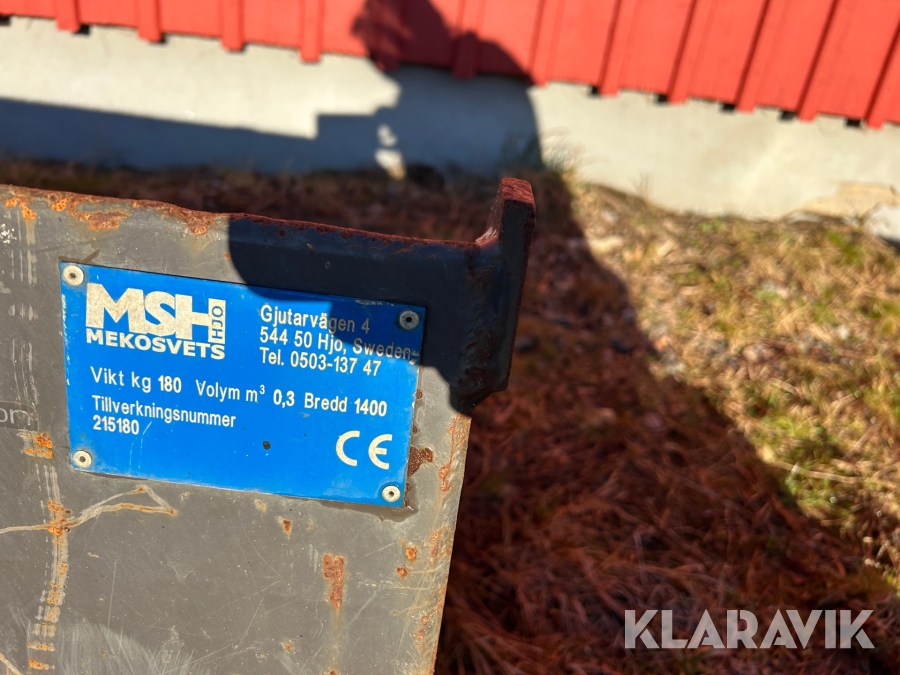 MSH
OCH
MEKOSVETS
Gjutarvägen 4
544 50 Hjo, Sweden
Tel. 0503-137 47
Vikt kg 180 Volym m³ 0,3 Bredd 1400
Tillverkningsnummer
215180
CE
KLARAVIK